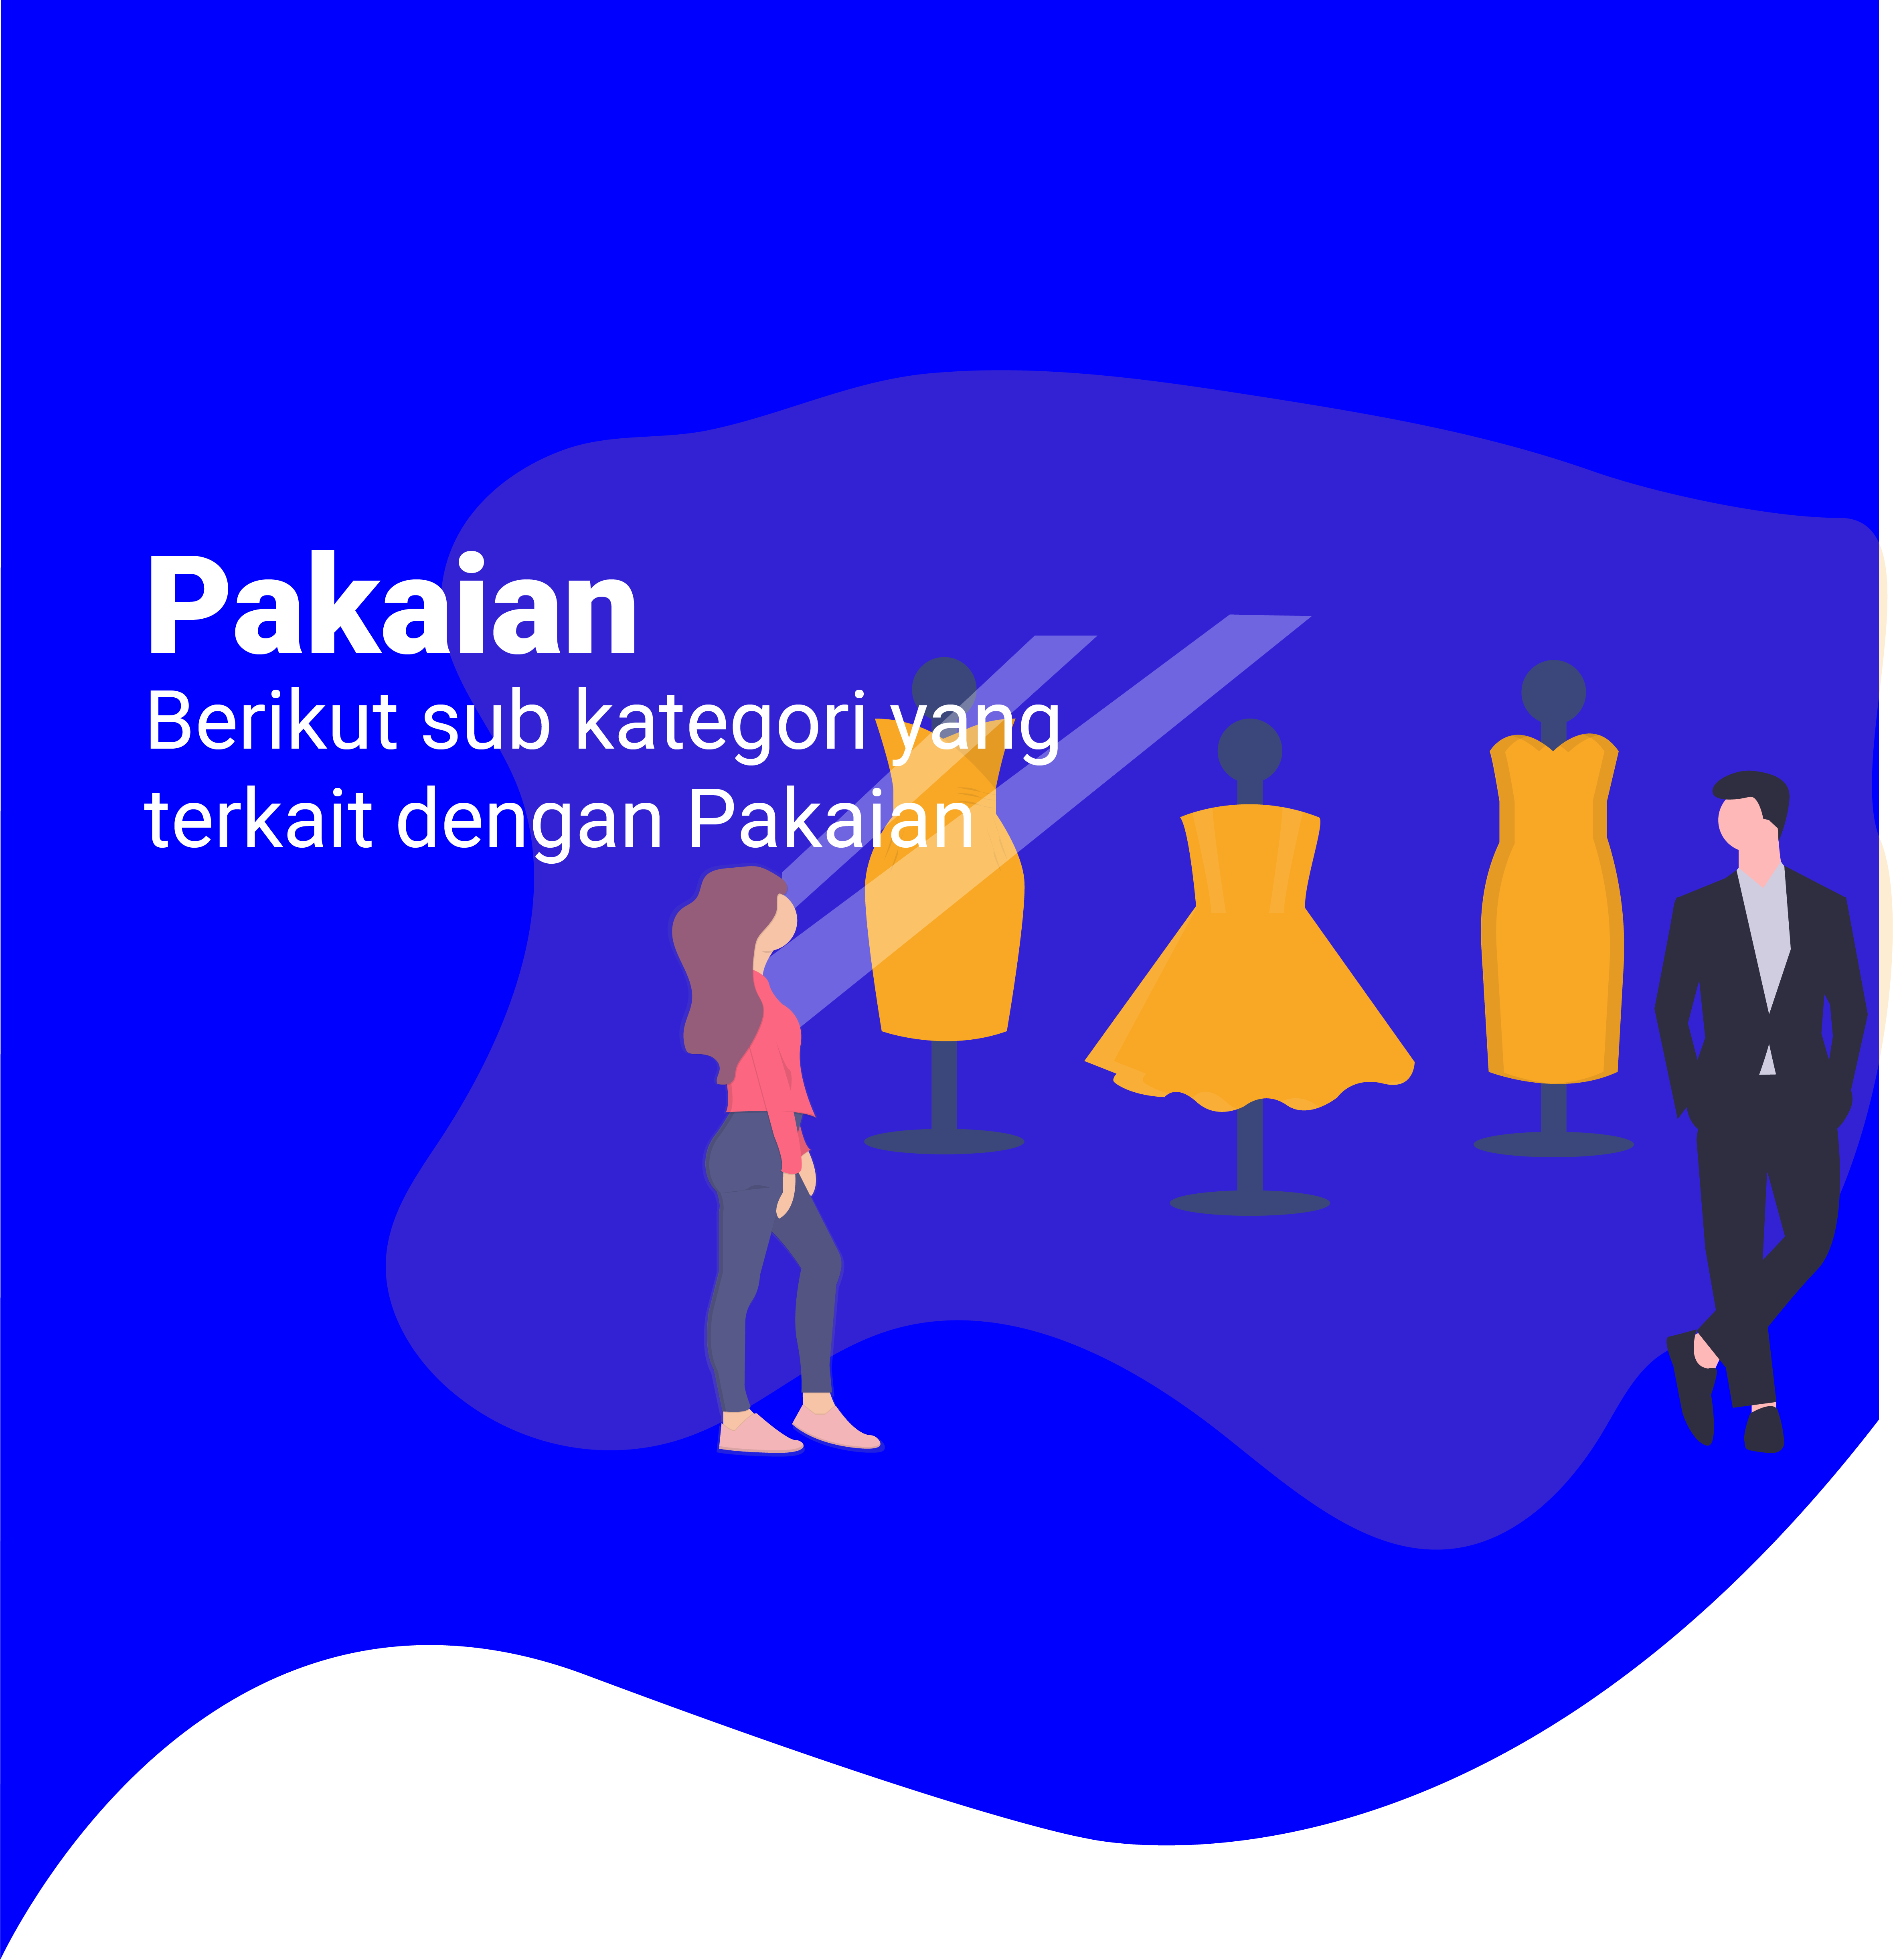 Pakaian
Berikut sub kategori yang
terkait dengan Pakaian